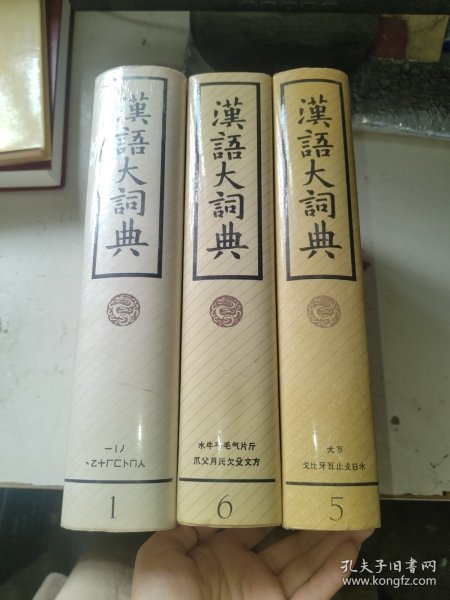 漢語大詞典
一丨丿
丶乙十厂匚卜冂人
1
漢語大詞典
水牛手毛气片斤
爪父月氏欠殳文方
6
漢語大詞典
犬歹
戈比牙瓦止攴日水
5
孔夫子旧书网
www.kongfz.com